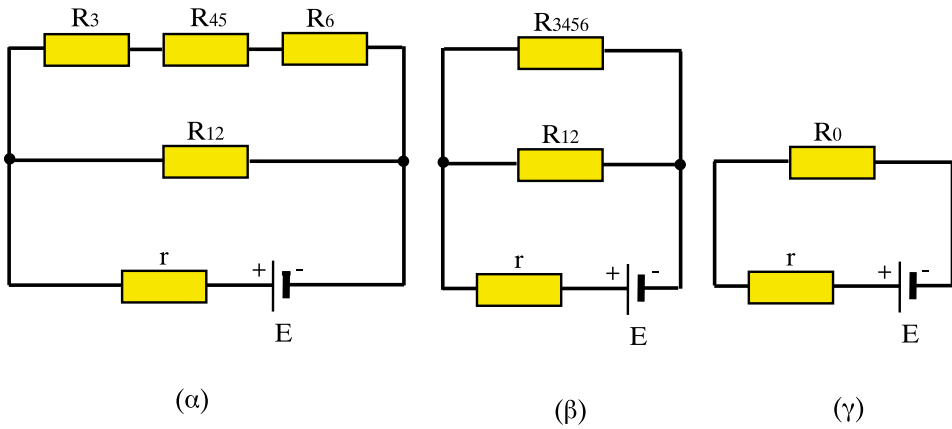 R3 R45 R6
R12
r
+ -
E
(α)
R3456
R12
r
+ -
E
(β)
R0
r
+ -
E
(γ)